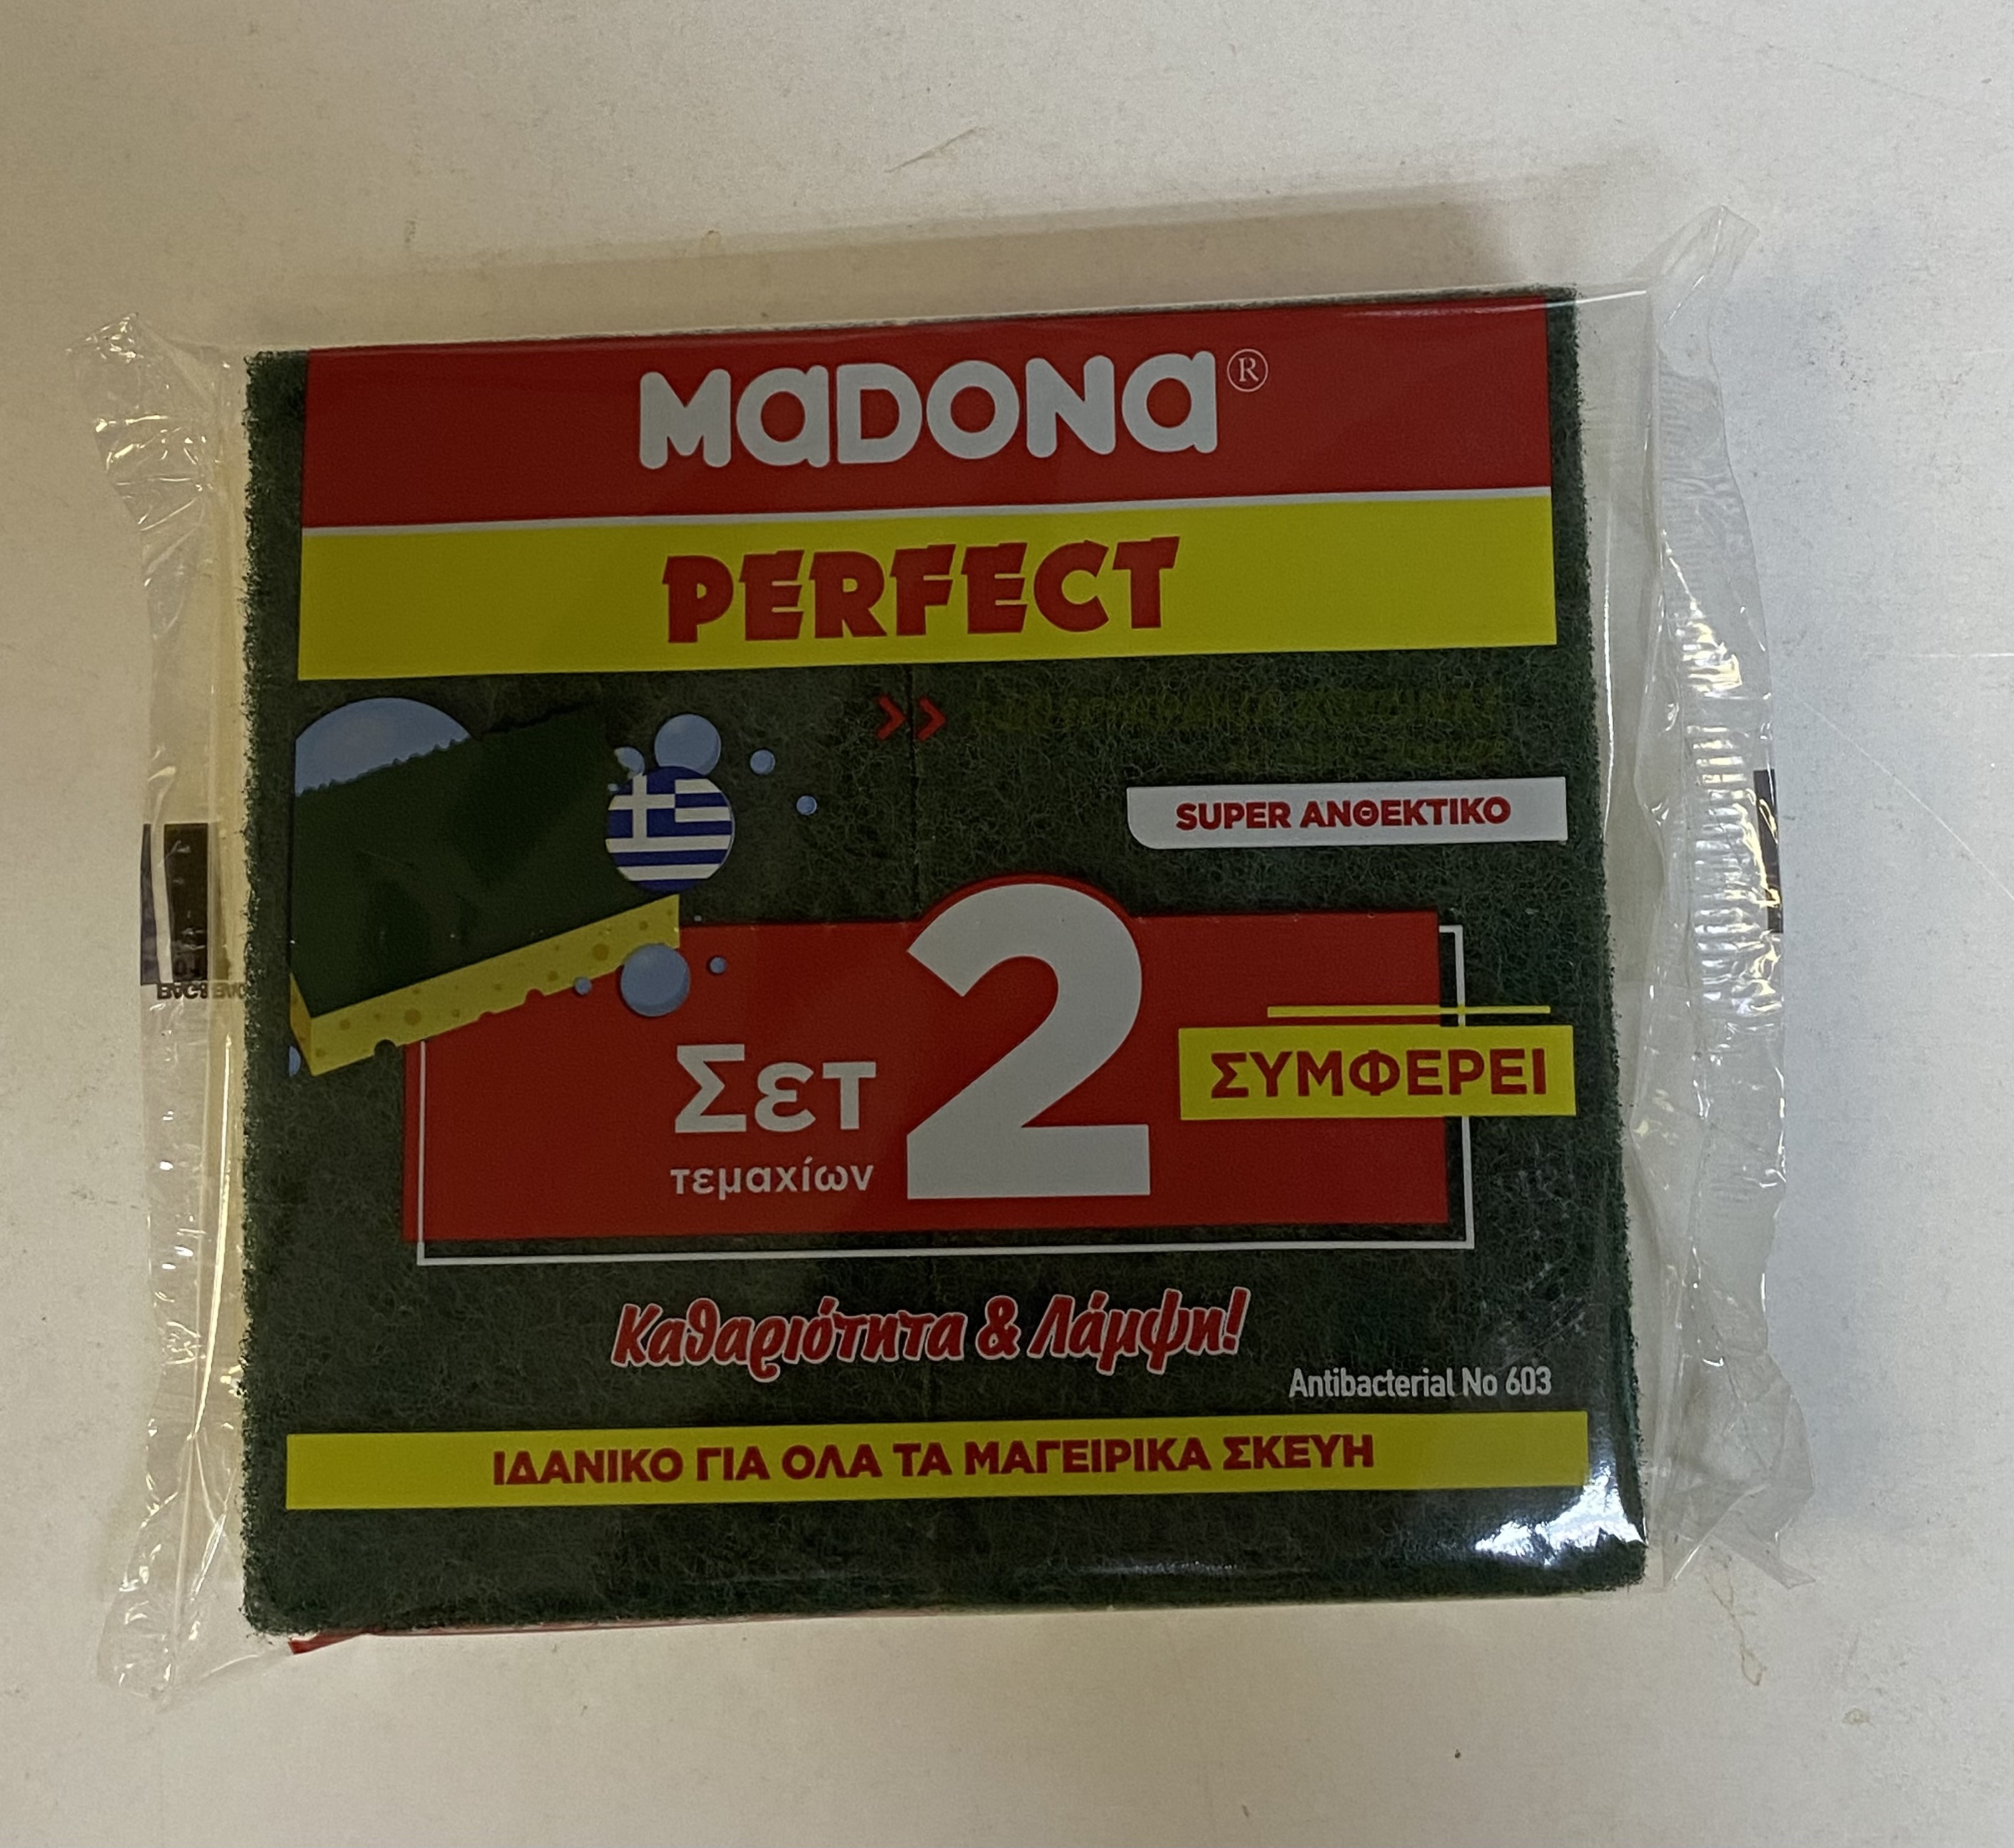 MADONA®
PERFECT
>>
SUPER ΑΝΘΕΚΤΙΚΟ
Σετ 2
τεμαχίων
ΣΥΜΦΕΡΕΙ
Καθαριότητα & Λάμψη!
Antibacterial No 603
ΙΔΑΝΙΚΟ ΓΙΑ ΟΛΑ ΤΑ ΜΑΓΕΙΡΙΚΑ ΣΚΕΥΗ